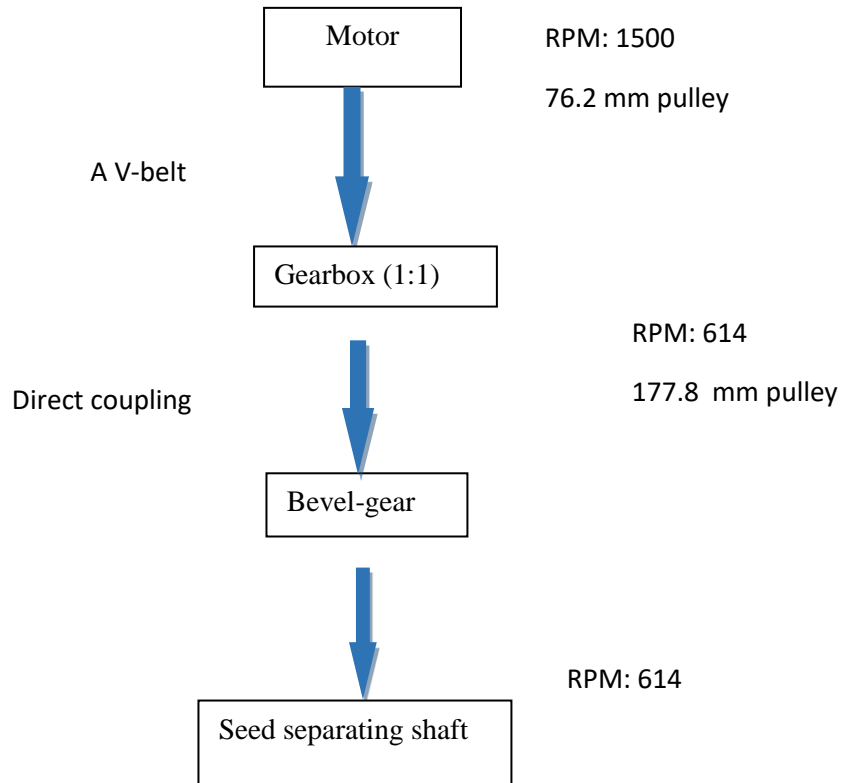 Motor
RPM: 1500
76.2 mm pulley
A V-belt
Gearbox (1:1)
RPM: 614
177.8 mm pulley
Direct coupling
Bevel-gear
RPM: 614
Seed separating shaft